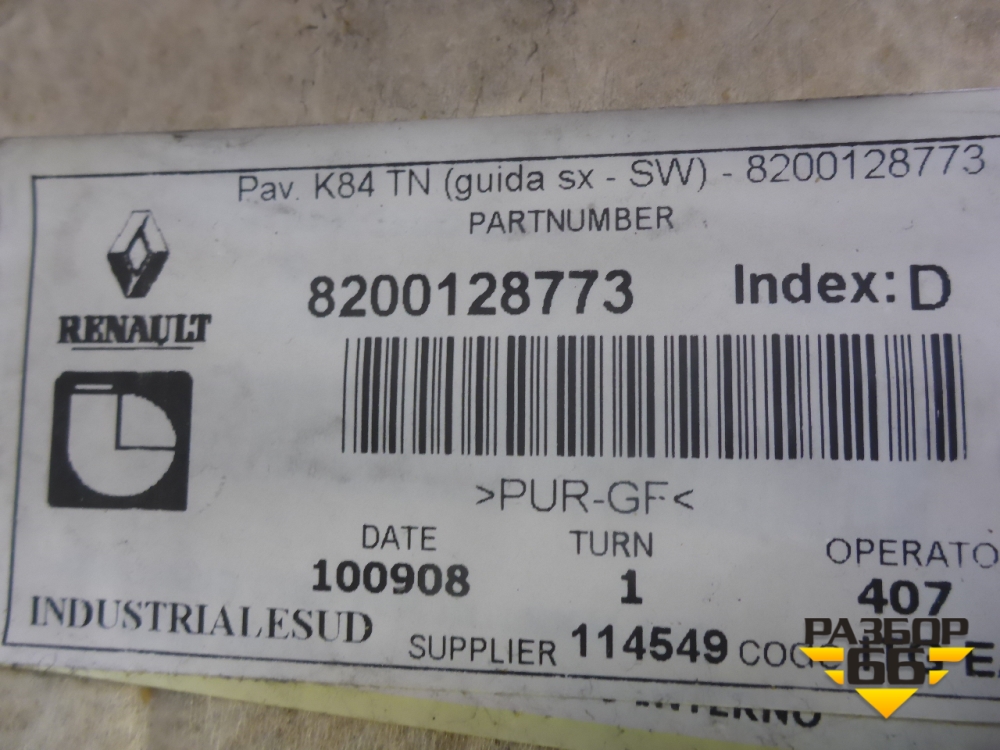 Pav. K84 TN (guida sx - SW) - 8200128773
PARTNUMBER
8200128773 Index: D
RENAULT
>PUR-GF<
DATE TURN OPERATO
100908 1 407
INDUSTRIALESUD
SUPPLIER 114549
РАЗБОР
66